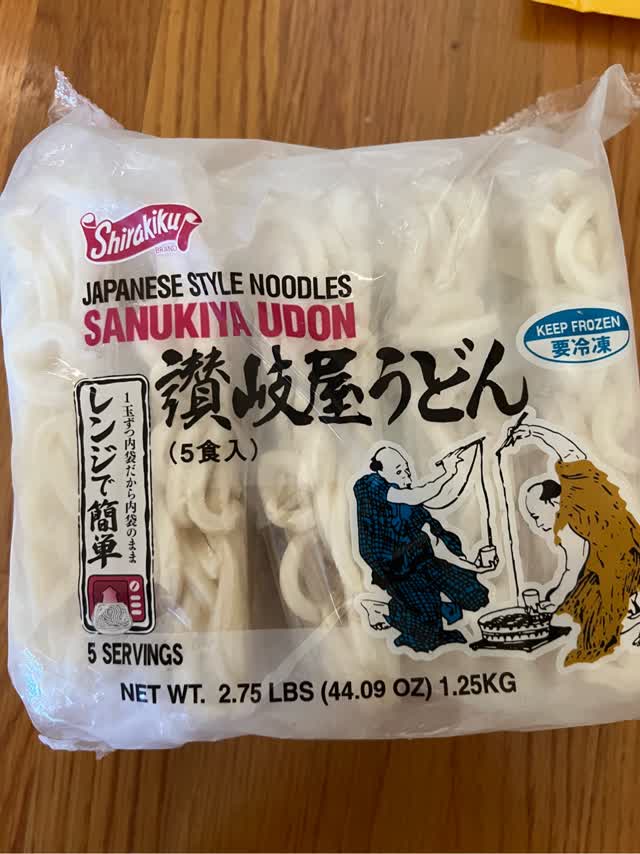 Shirakiku
BRAND
JAPANESE STYLE NOODLES
SANUKIYA UDON
KEEP FROZEN
要冷凍
讃岐屋うどん
(5食入)
1玉ずつ内袋だから内袋のまま
レンジで簡単
5 SERVINGS
NET WT. 2.75 LBS (44.09 OZ) 1.25KG